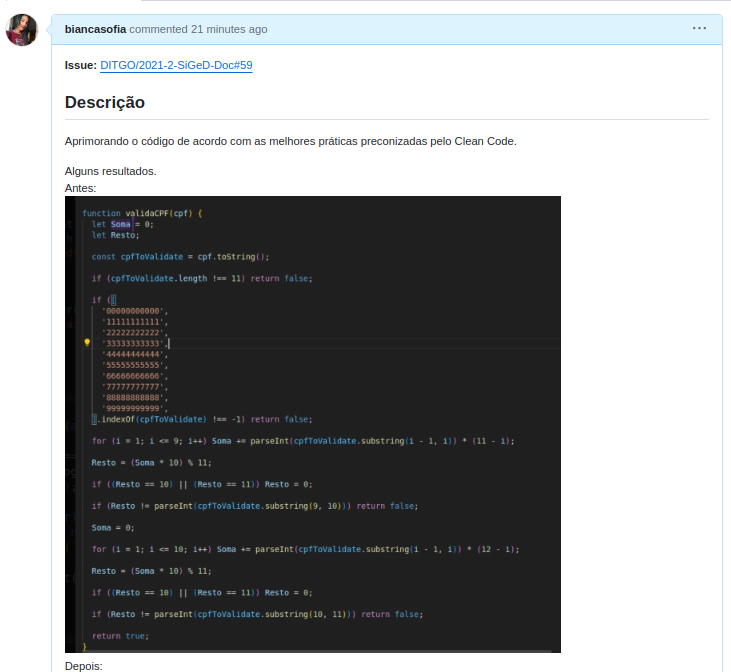 biancasofia commented 21 minutes ago
Issue: DITGO/2021-2-SiGeD-Doc#59
Descrição
Aprimorando o código de acordo com as melhores práticas preconizadas pelo Clean Code.
Alguns resultados.
Antes:
function validaCPF(cpf) {
let Soma = 0;
let Resto;
const cpfToValidate = cpf.toString();
if (cpfToValidate.length !== 11) return false;
if ([
'00000000000',
'11111111111',
'22222222222',
'33333333333',
'44444444444',
'55555555555',
'66666666666',
'77777777777',
'88888888888',
'99999999999',
].indexOf(cpfToValidate) !== -1) return false;
for (i = 1; i <= 9; i++) Soma += parseInt(cpfToValidate.substring(i - 1, i)) * (11 - i);
Resto = (Soma * 10) % 11;
if ((Resto == 10) || (Resto == 11)) Resto = 0;
if (Resto != parseInt(cpfToValidate.substring(9, 10))) return false;
Soma = 0;
for (i = 1; i <= 10; i++) Soma += parseInt(cpfToValidate.substring(i - 1, i)) * (12 - i);
Resto = (Soma * 10) % 11;
if ((Resto == 10) || (Resto == 11)) Resto = 0;
if (Resto != parseInt(cpfToValidate.substring(10, 11))) return false;
return true;
}
Depois: